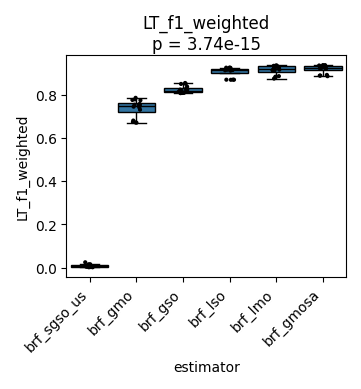 LT_f1_weighted
p = 3.74e-15
LT_f1_weighted
0.8
0.6
0.4
0.2
0.0
brf_sgso_us
brf_gmo
brf_gso
brf_lso
brf_lmo
brf_gmosa
estimator